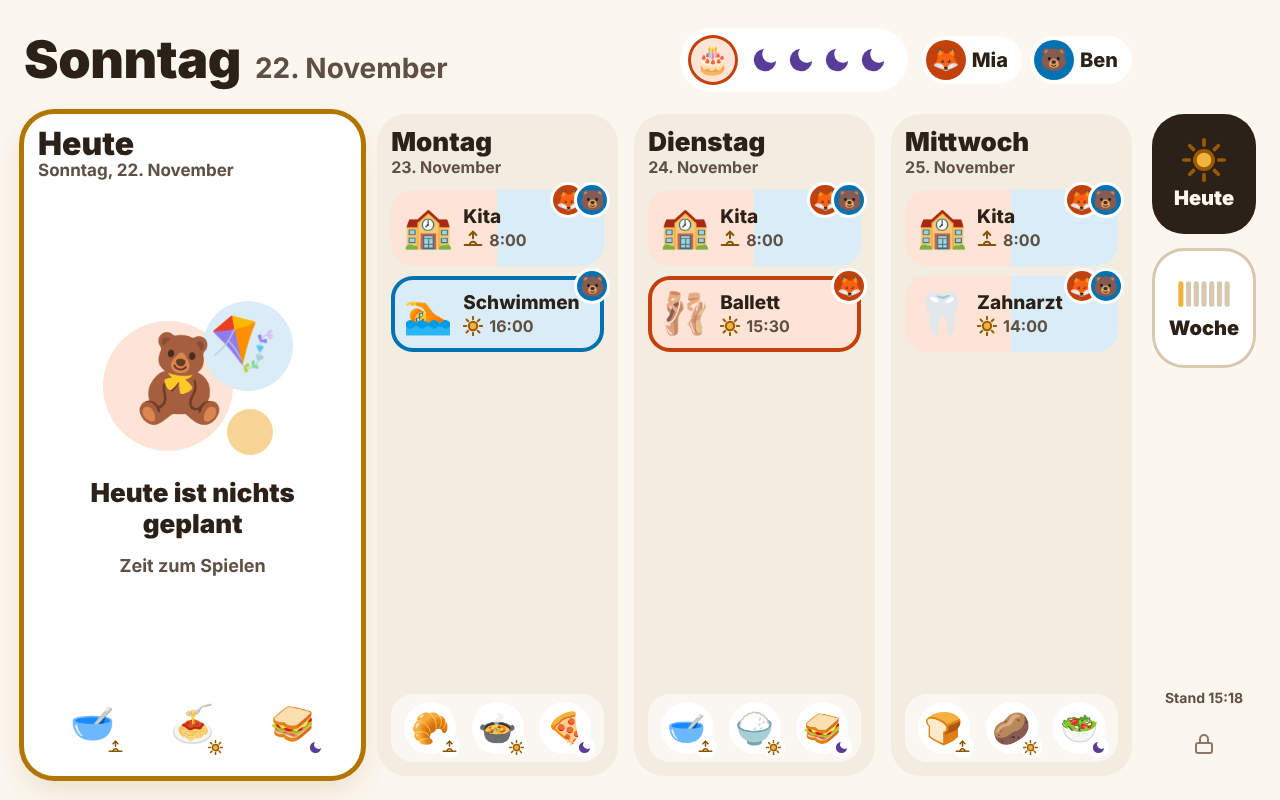 Sonntag 22. November
Mia
Ben
Heute
Sonntag, 22. November
Heute ist nichts
geplant
Zeit zum Spielen
Montag
23. November
Kita
8:00
Schwimmen
16:00
Dienstag
24. November
Kita
8:00
Ballett
15:30
Mittwoch
25. November
Kita
8:00
Zahnarzt
14:00
Heute
Woche
Stand 15:18